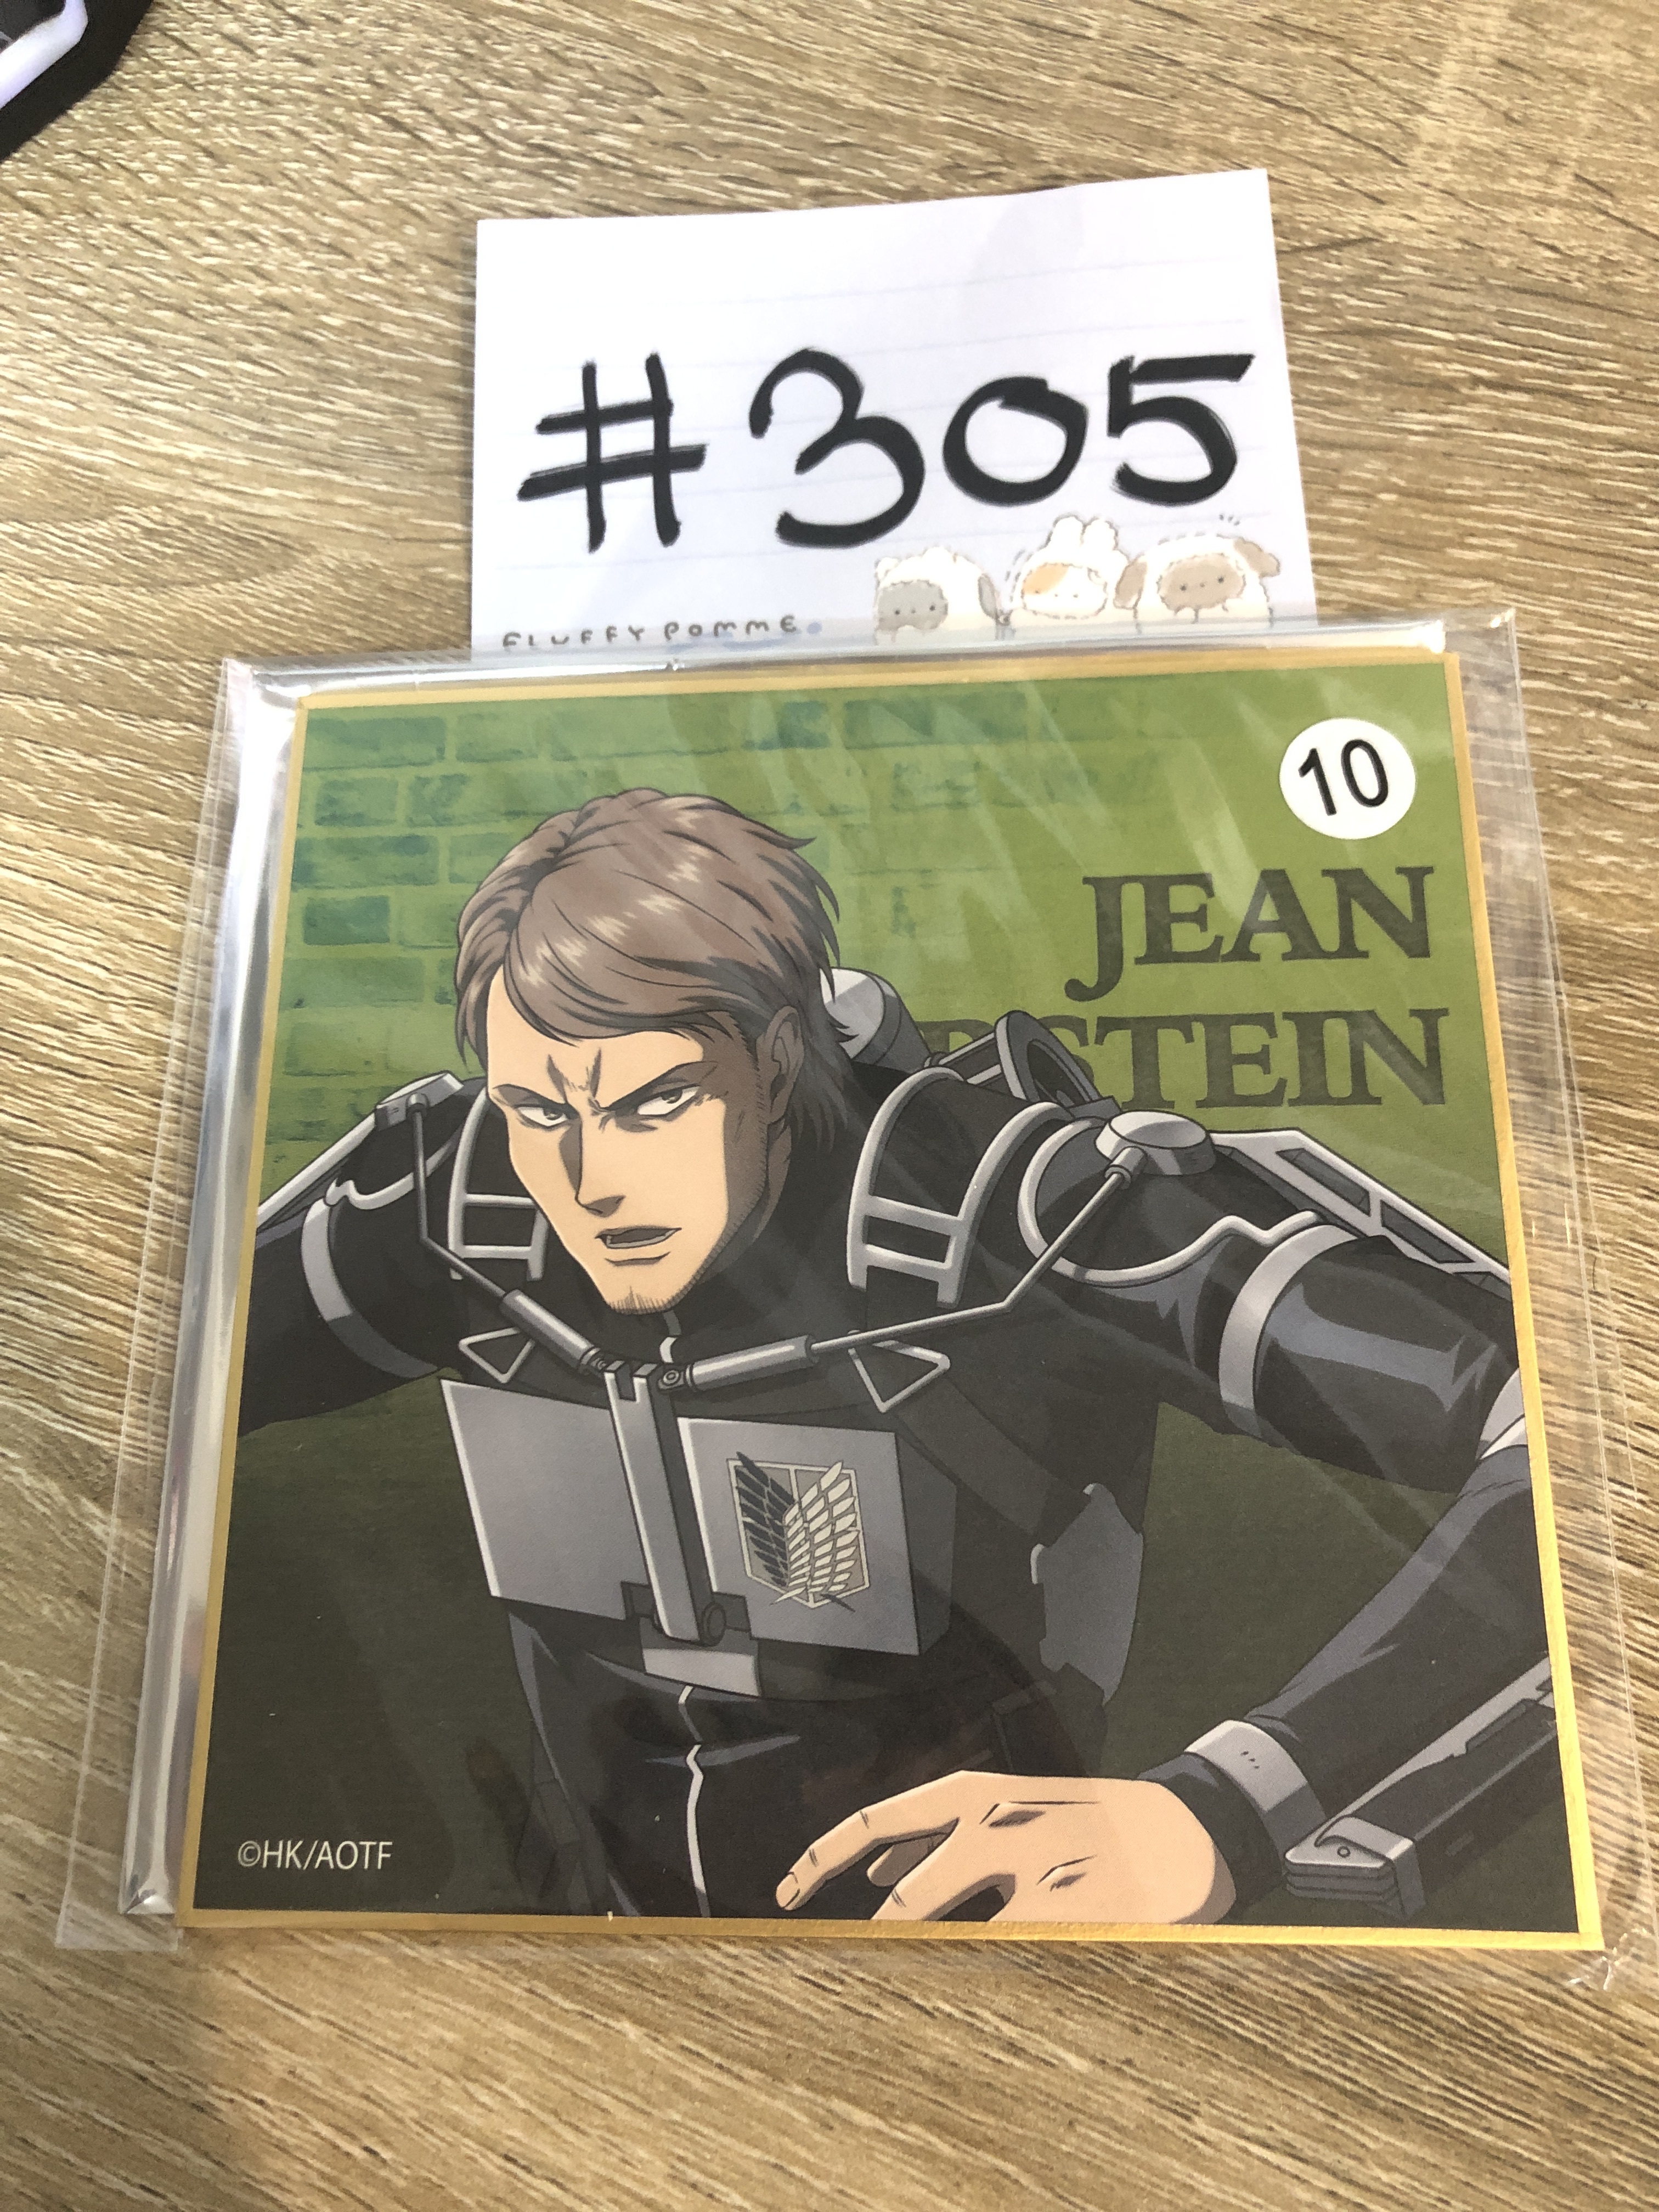 #305
FLUFFY POMME.
10
JEAN
STEIN
©HK/AOTF